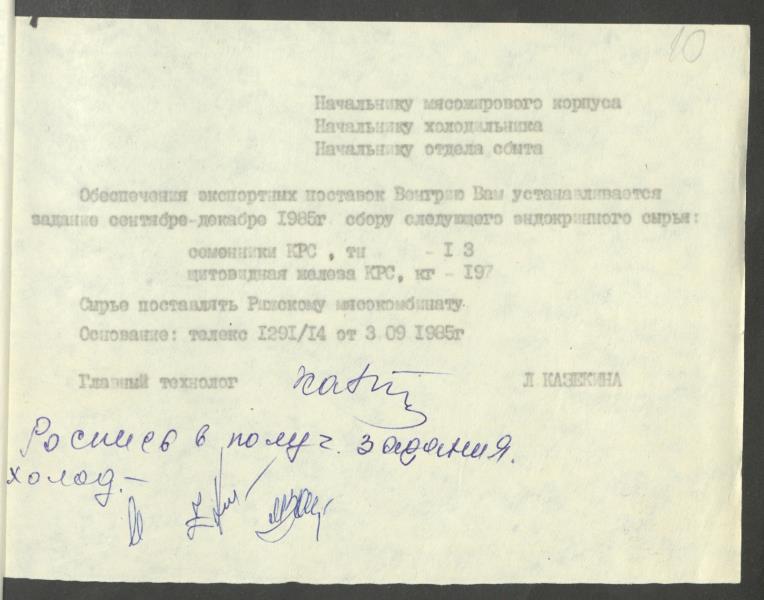 10
Начальнику мясожирового корпуса
Начальнику холодильника
Начальнику отдела сбыта
Обеспечения экспортных поставок Венгрию Вам устанавливается
задание сентябре-декабре 1985г сбору следующего эндокринного сырья:
семенники КРС , тн - I 3
щитовидная железа КРС, кг - I97
Сырье поставлять Рижскому мясокомбинату
Основание: телекс I29I/I4 от 3 09 1985г
Главный технолог Л КАЗЕКИНА
Роспись в получ. задания.
холод. -